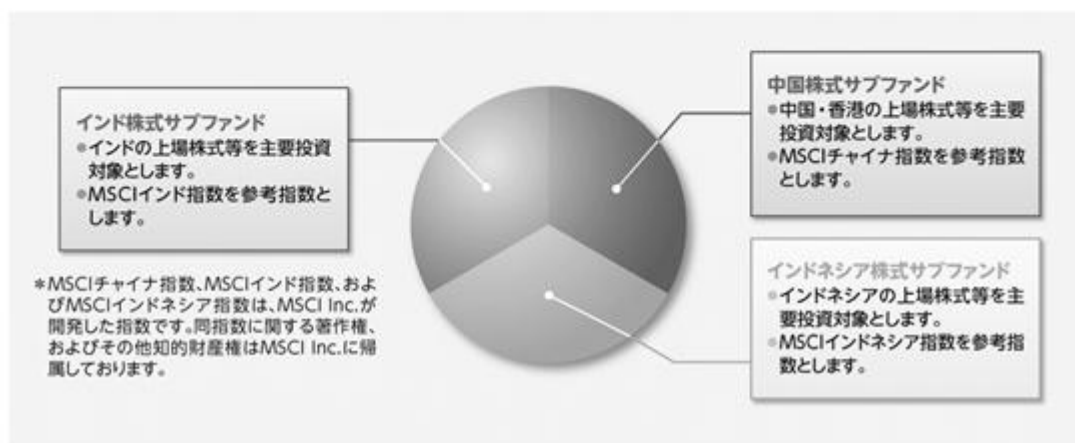 インド株式サブファンド
●インドの上場株式等を主要投資
対象とします。
●MSCIインド指数を参考指数と
します。
＊MSCIチャイナ指数、MSCIインド指数、およ
びMSCIインドネシア指数は、MSCI Inc.が
開発した指数です。同指数に関する著作権、
およびその他知的財産権はMSCI Inc.に帰
属しております。
中国株式サブファンド
●中国・香港の上場株式等を主要
投資対象とします。
●MSCIチャイナ指数を参考指数
とします。
インドネシア株式サブファンド
●インドネシアの上場株式等を主
要投資対象とします。
●MSCIインドネシア指数を参考指
数とします。